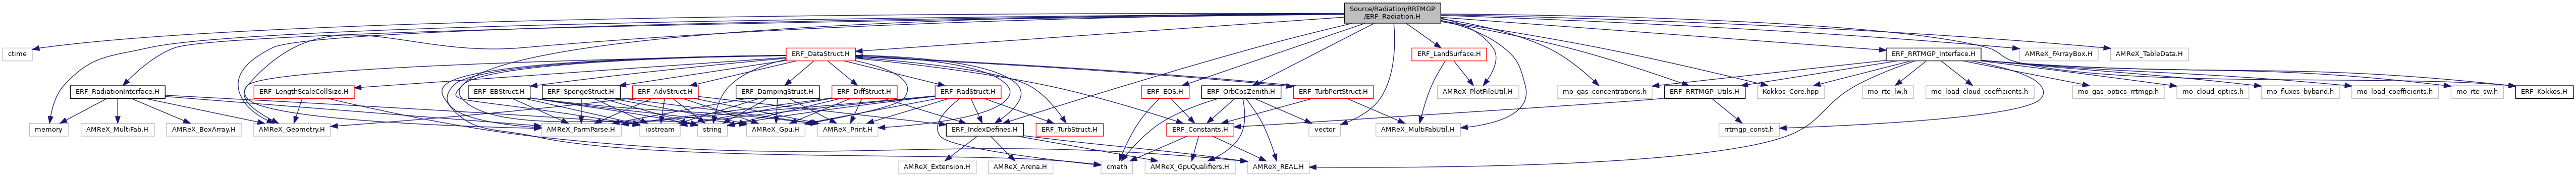 Source/Radiation/RRTMGP
/ERF_Radiation.H
ctime
ERF_DataStruct.H
ERF_LandSurface.H
ERF_RRTMGP_Interface.H
AMReX_FArrayBox.H
AMReX_TableData.H
ERF_RadiationInterface.H
ERF_LengthScaleCellSize.H
ERF_EBStruct.H
ERF_SpongeStruct.H
ERF_AdvStruct.H
ERF_DampingStruct.H
ERF_DiffStruct.H
ERF_RadStruct.H
ERF_EOS.H
ERF_OrbCosZenith.H
ERF_TurbPertStruct.H
AMReX_PlotFileUtil.H
mo_gas_concentrations.h
ERF_RRTMGP_Utils.H
Kokkos_Core.hpp
mo_rte_lw.h
mo_load_cloud_coefficients.h
mo_gas_optics_rrtmgp.h
mo_cloud_optics.h
mo_fluxes_byband.h
mo_load_coefficients.h
mo_rte_sw.h
ERF_Kokkos.H
memory
AMReX_MultiFab.H
AMReX_BoxArray.H
AMReX_Geometry.H
AMReX_ParmParse.H
iostream
string
AMReX_Gpu.H
AMReX_Print.H
ERF_IndexDefines.H
ERF_TurbStruct.H
ERF_Constants.H
vector
AMReX_MultiFabUtil.H
rrtmgp_const.h
AMReX_Extension.H
AMReX_Arena.H
cmath
AMReX_GpuQualifiers.H
AMReX_REAL.H